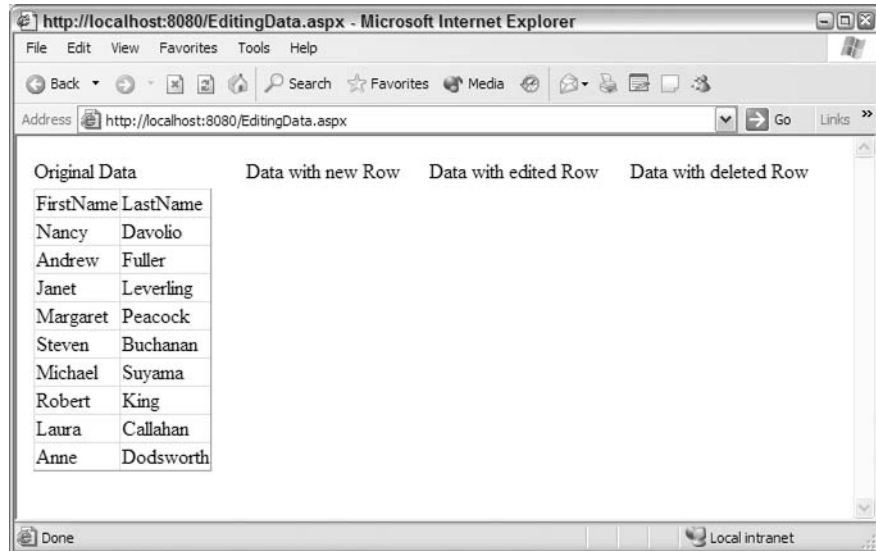 http://localhost:8080/EditingData.aspx - Microsoft Internet Explorer
File Edit View Favorites Tools Help
Back Search Favorites Media
Address http://localhost:8080/EditingData.aspx Go Links »
Original Data Data with new Row Data with edited Row Data with deleted Row
FirstName LastName
Nancy Davolio
Andrew Fuller
Janet Leverling
Margaret Peacock
Steven Buchanan
Michael Suyama
Robert King
Laura Callahan
Anne Dodsworth
Done Local intranet